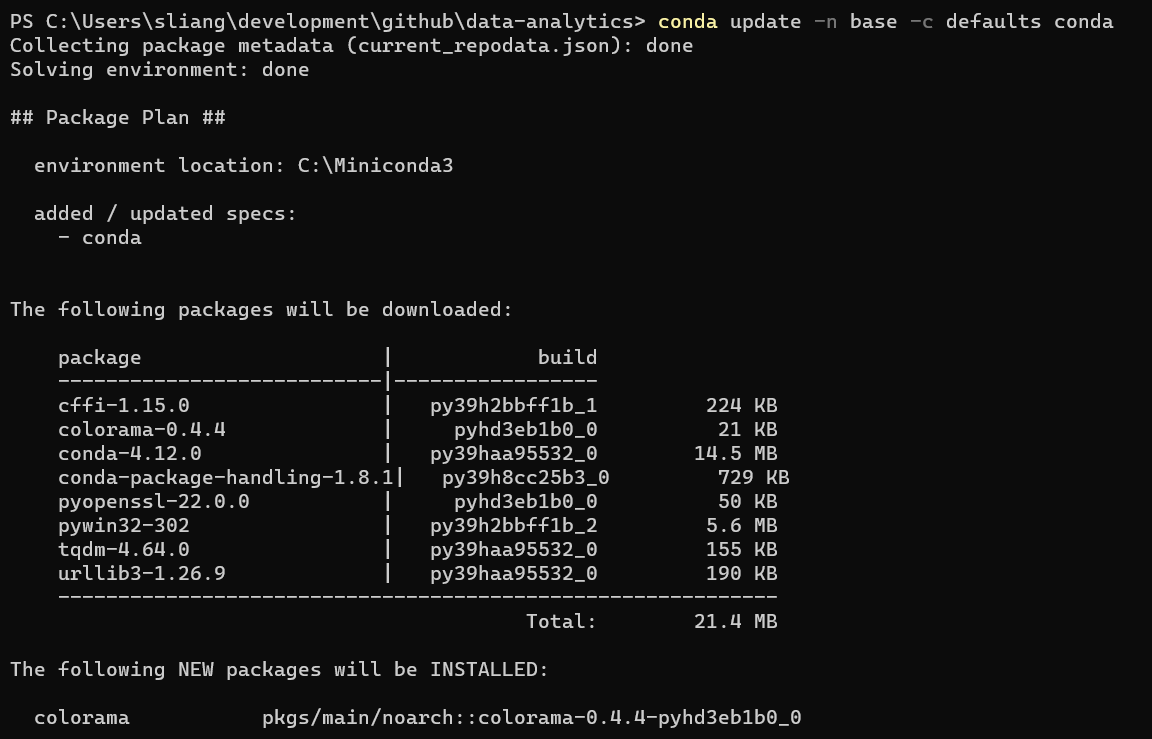 PS C:\Users\sliang\development\github\data-analytics> conda update -n base -c defaults conda
Collecting package metadata (current_repodata.json): done
Solving environment: done
## Package Plan ##
  environment location: C:\Miniconda3
  added / updated specs:
    - conda
The following packages will be downloaded:
    package                    |            build
    ---------------------------|-----------------
    cffi-1.15.0                |   py39h2bbff1b_1         224 KB
    colorama-0.4.4             |     pyhd3eb1b0_0          21 KB
    conda-4.12.0               |   py39haa95532_0        14.5 MB
    conda-package-handling-1.8.1|   py39h8cc25b3_0         729 KB
    pyopenssl-22.0.0           |     pyhd3eb1b0_0          50 KB
    pywin32-302                |   py39h2bbff1b_2         5.6 MB
    tqdm-4.64.0                |   py39haa95532_0         155 KB
    urllib3-1.26.9             |   py39haa95532_0         190 KB
    ------------------------------------------------------------
                                           Total:        21.4 MB
The following NEW packages will be INSTALLED:
  colorama           pkgs/main/noarch::colorama-0.4.4-pyhd3eb1b0_0